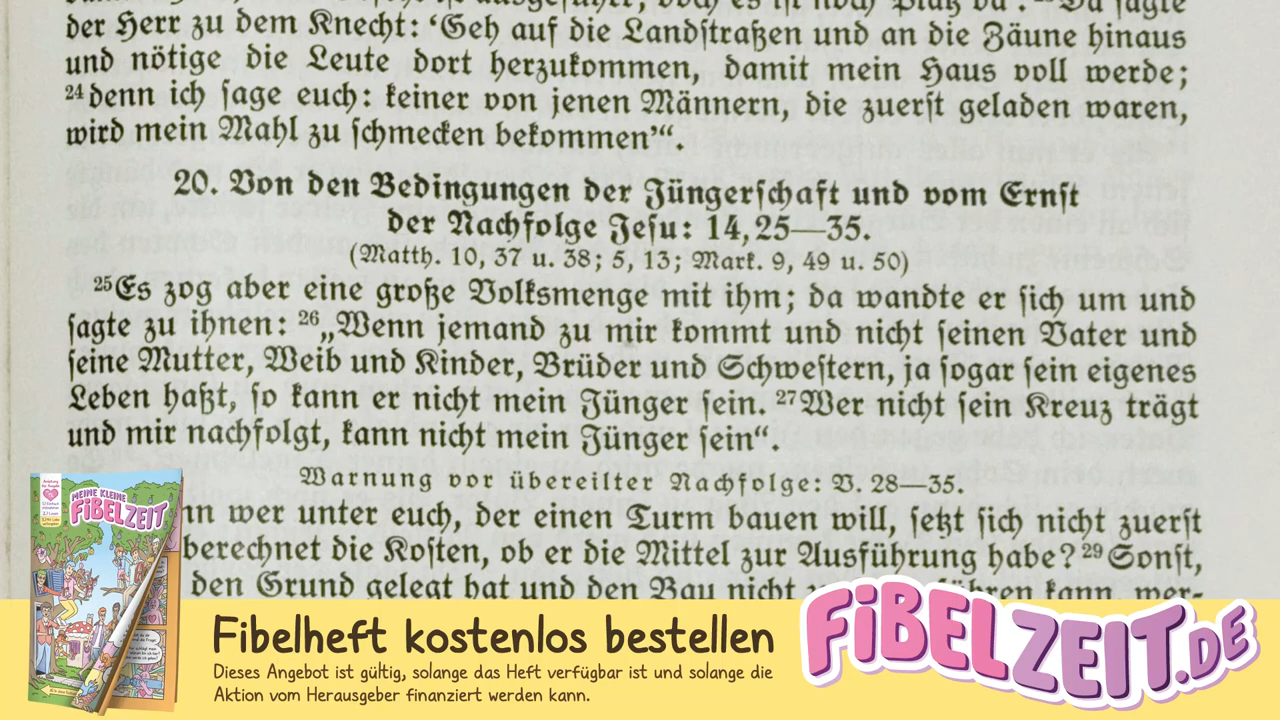 ausgeführt, doch es ist noch Platz da‘. Da sagte
der Herr zu dem Knecht: ‘Geh auf die Landstraßen und an die Zäune hinaus
und nötige die Leute dort herzukommen, damit mein Haus voll werde;
24 denn ich sage euch: keiner von jenen Männern, die zuerst geladen waren,
wird mein Mahl zu schmecken bekommen’“.
20. Von den Bedingungen der Jüngerschaft und vom Ernst
der Nachfolge Jesu: 14, 25—35.
(Matth. 10, 37 u. 38; 5, 13; Mark. 9, 49 u. 50)
25 Es zog aber eine große Volksmenge mit ihm; da wandte er sich um und
sagte zu ihnen: 26 „Wenn jemand zu mir kommt und nicht seinen Vater und
seine Mutter, Weib und Kinder, Brüder und Schwestern, ja sogar sein eigenes
Leben haßt, so kann er nicht mein Jünger sein. 27 Wer nicht sein Kreuz trägt
und mir nachfolgt, kann nicht mein Jünger sein“.
Warnung vor übereilter Nachfolge: V. 28—35.
nn wer unter euch, der einen Turm bauen will, setzt sich nicht zuerst
berechnet die Kosten, ob er die Mittel zur Ausführung habe? 29 Sonst,
den Grund gelegt hat und den Bau nicht kann, wer-
MEINE KLEINE
FIBELZEIT
Fibelheft kostenlos bestellen
Dieses Angebot ist gültig, solange das Heft verfügbar ist und solange die
Aktion vom Herausgeber finanziert werden kann.
FIBELZEIT.DE